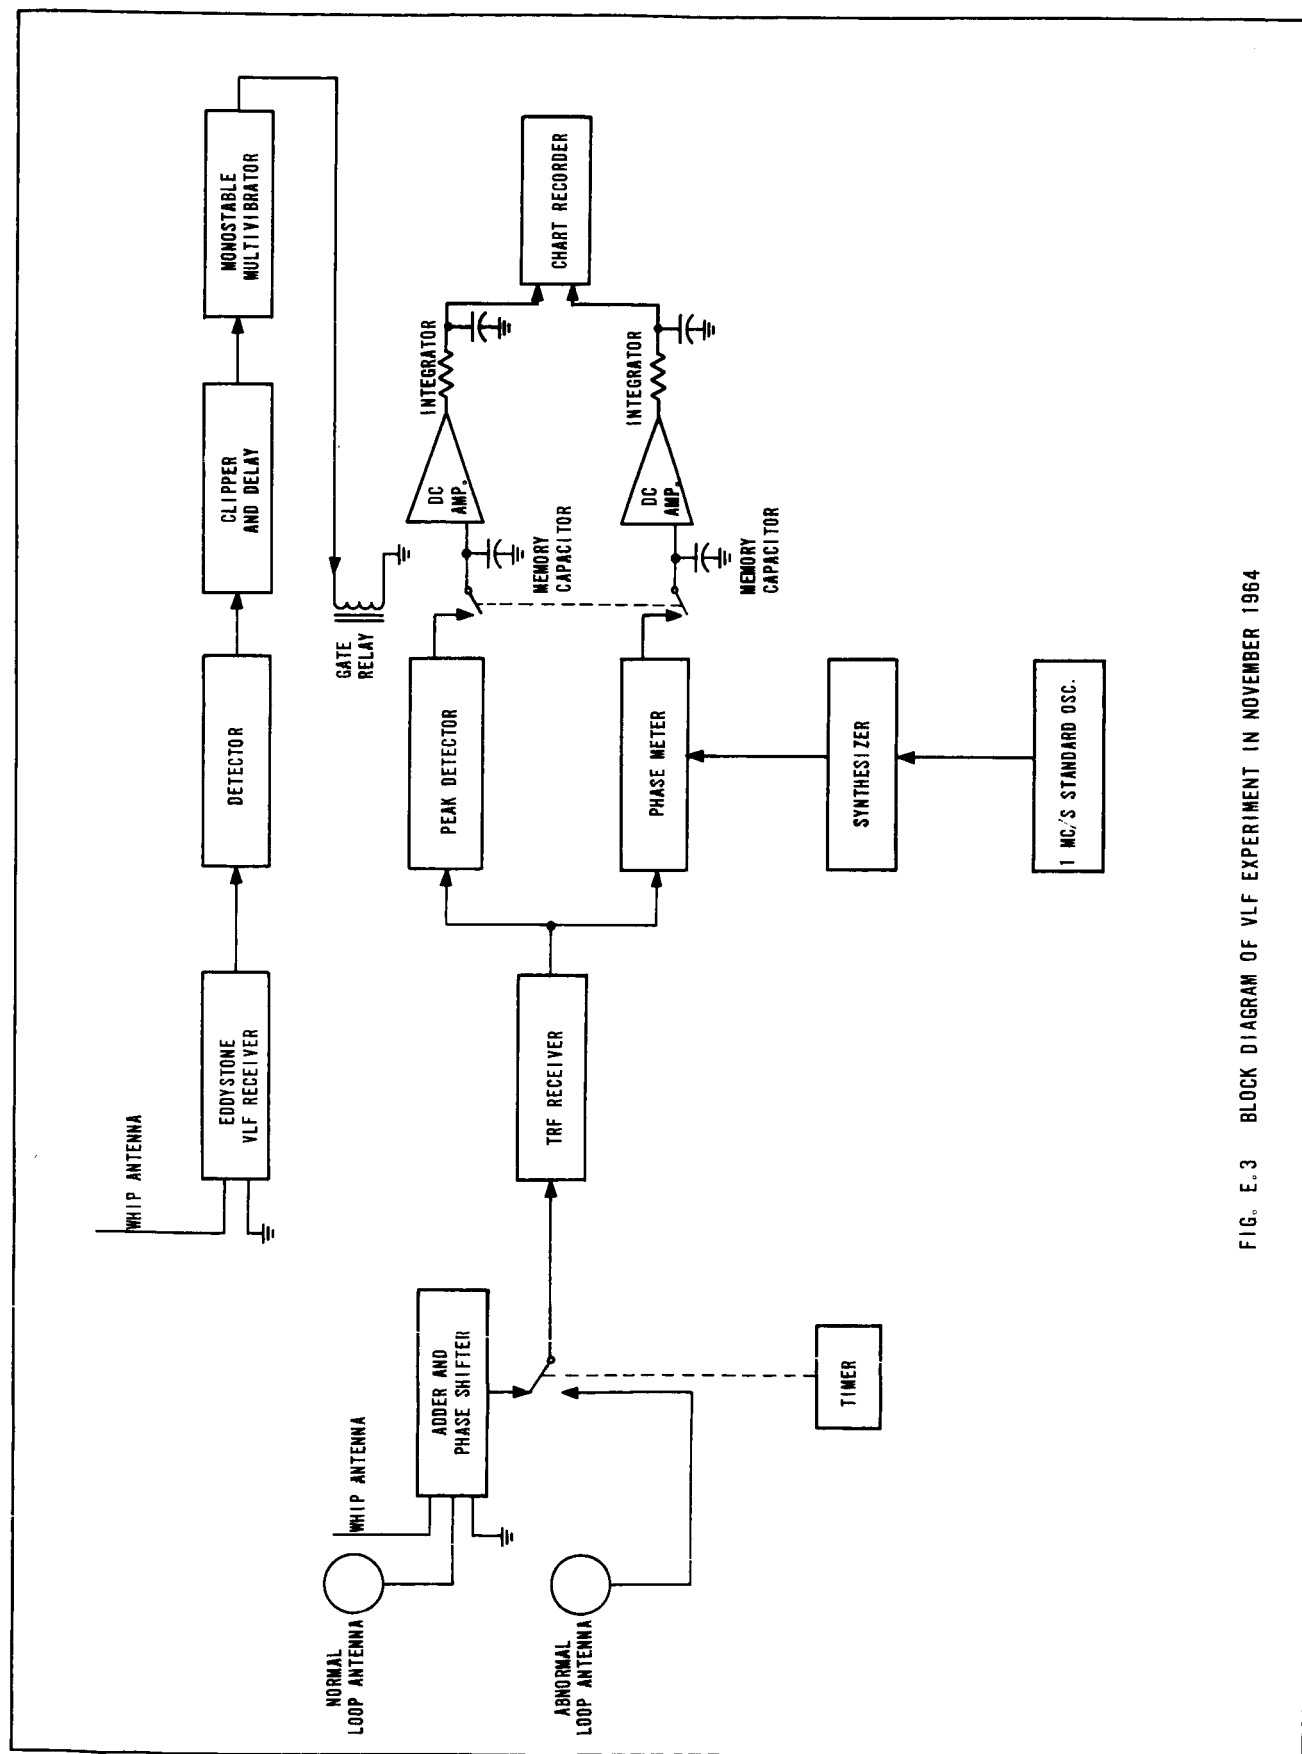 WHIP ANTENNA
EDDYSTONE
VLF RECEIVER
DETECTOR
CLIPPER
AND DELAY
MONOSTABLE
MULTIVIBRATOR
GATE
RELAY
NORMAL
LOOP ANTENNA
WHIP ANTENNA
ADDER AND
PHASE SHIFTER
PEAK DETECTOR
MEMORY
CAPACITOR
DC
AMP.
INTEGRATOR
ABNORMAL
LOOP ANTENNA
TRF RECEIVER
CHART RECORDER
PHASE METER
MEMORY
CAPACITOR
DC
AMP.
INTEGRATOR
TIMER
SYNTHESIZER
1 MC/S STANDARD OSC.
FIG. E.3 BLOCK DIAGRAM OF VLF EXPERIMENT IN NOVEMBER 1964